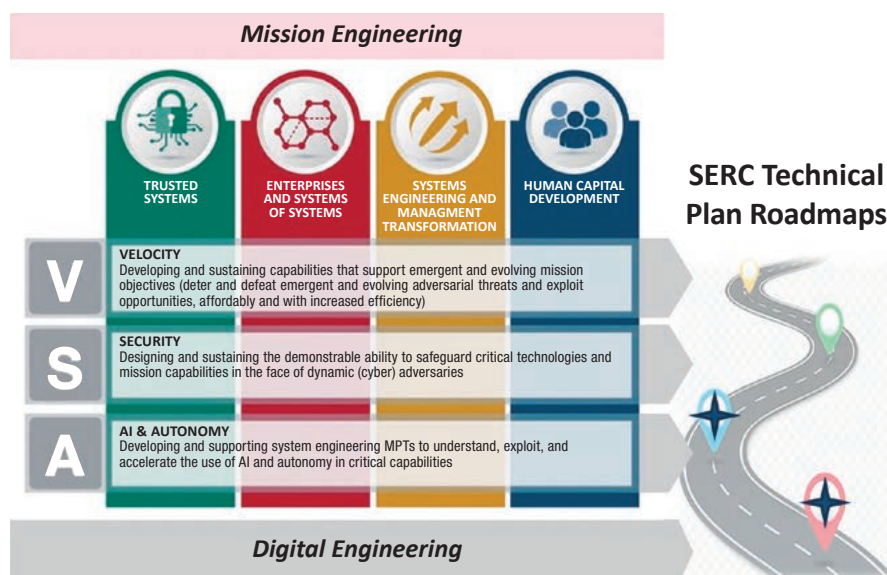 Mission Engineering
TRUSTED
SYSTEMS
ENTERPRISES
AND SYSTEMS
OF SYSTEMS
SYSTEMS
ENGINEERING AND
MANAGMENT
TRANSFORMATION
HUMAN CAPITAL
DEVELOPMENT
SERC Technical
Plan Roadmaps
V
VELOCITY
Developing and sustaining capabilities that support emergent and evolving mission
objectives (deter and defeat emergent and evolving adversarial threats and exploit
opportunities, affordably and with increased efficiency)
S
SECURITY
Designing and sustaining the demonstrable ability to safeguard critical technologies and
mission capabilities in the face of dynamic (cyber) adversaries
A
AI & AUTONOMY
Developing and supporting system engineering MPTs to understand, exploit, and
accelerate the use of AI and autonomy in critical capabilities
Digital Engineering